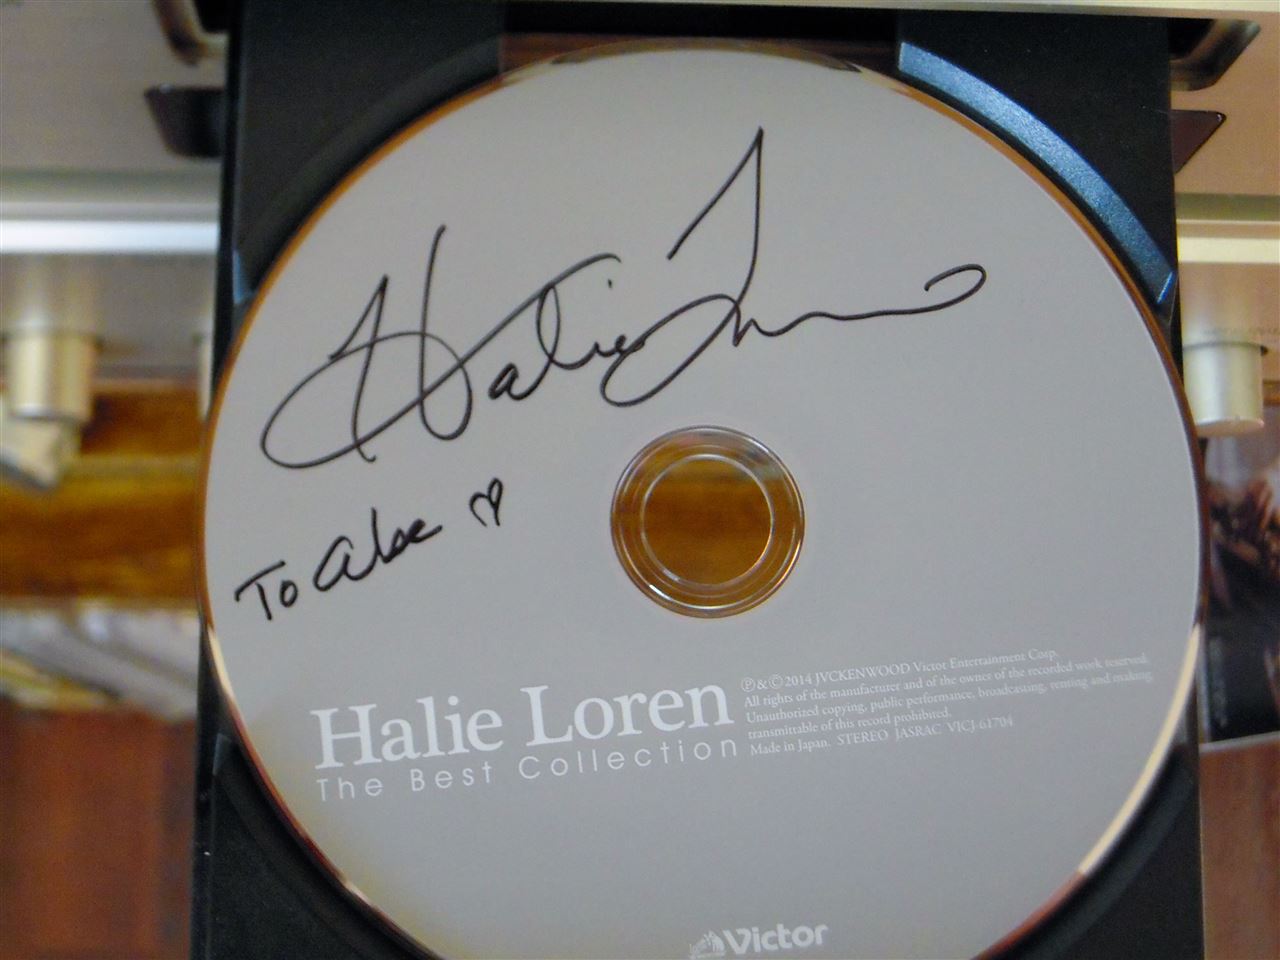 Halie Loren
To Abe ♡
Halie Loren
The Best Collection
Ⓟ&Ⓒ2014 JVCKENWOOD Victor Entertainment Corp.
All rights of the manufacturer and of the owner of the recorded work reserved.
Unauthorized copying, public performance, broadcasting, renting and making
transmittable of this record prohibited.
Made in Japan. STEREO JASRAC VICJ-61704
Victor